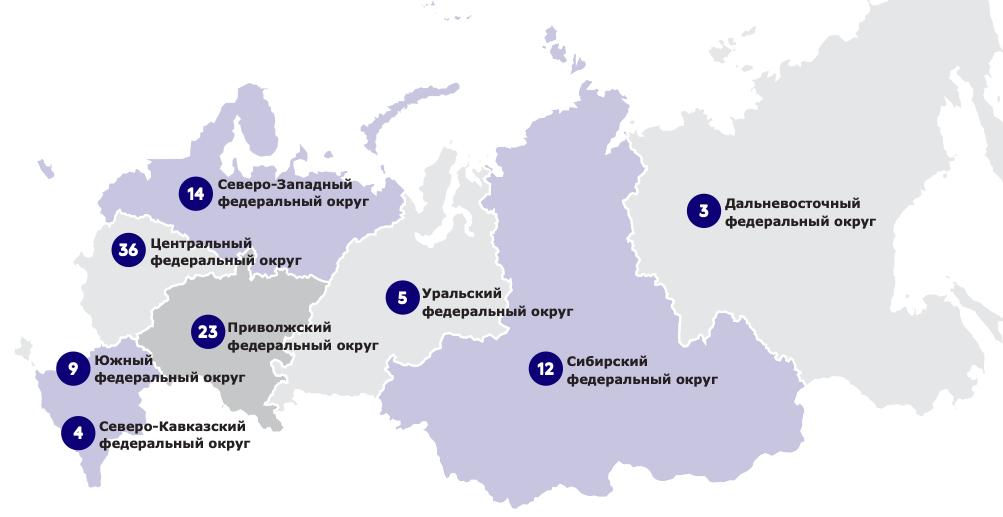 14
Северо-Западный
федеральный округ
3
Дальневосточный
федеральный округ
36
Центральный
федеральный округ
5
Уральский
федеральный округ
23
Приволжский
федеральный округ
9
Южный
федеральный округ
12
Сибирский
федеральный округ
4
Северо-Кавказский
федеральный округ